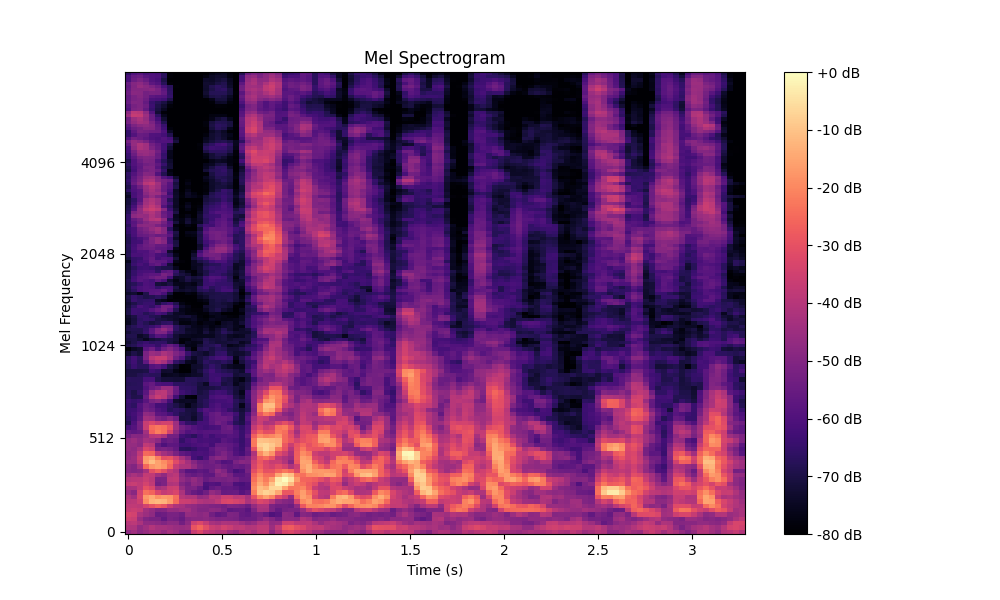 Mel Spectrogram
+0 dB
-10 dB
-20 dB
-30 dB
-40 dB
-50 dB
-60 dB
-70 dB
-80 dB
Mel Frequency
4096
2048
1024
512
0
0 0.5 1 1.5 2 2.5 3
Time (s)